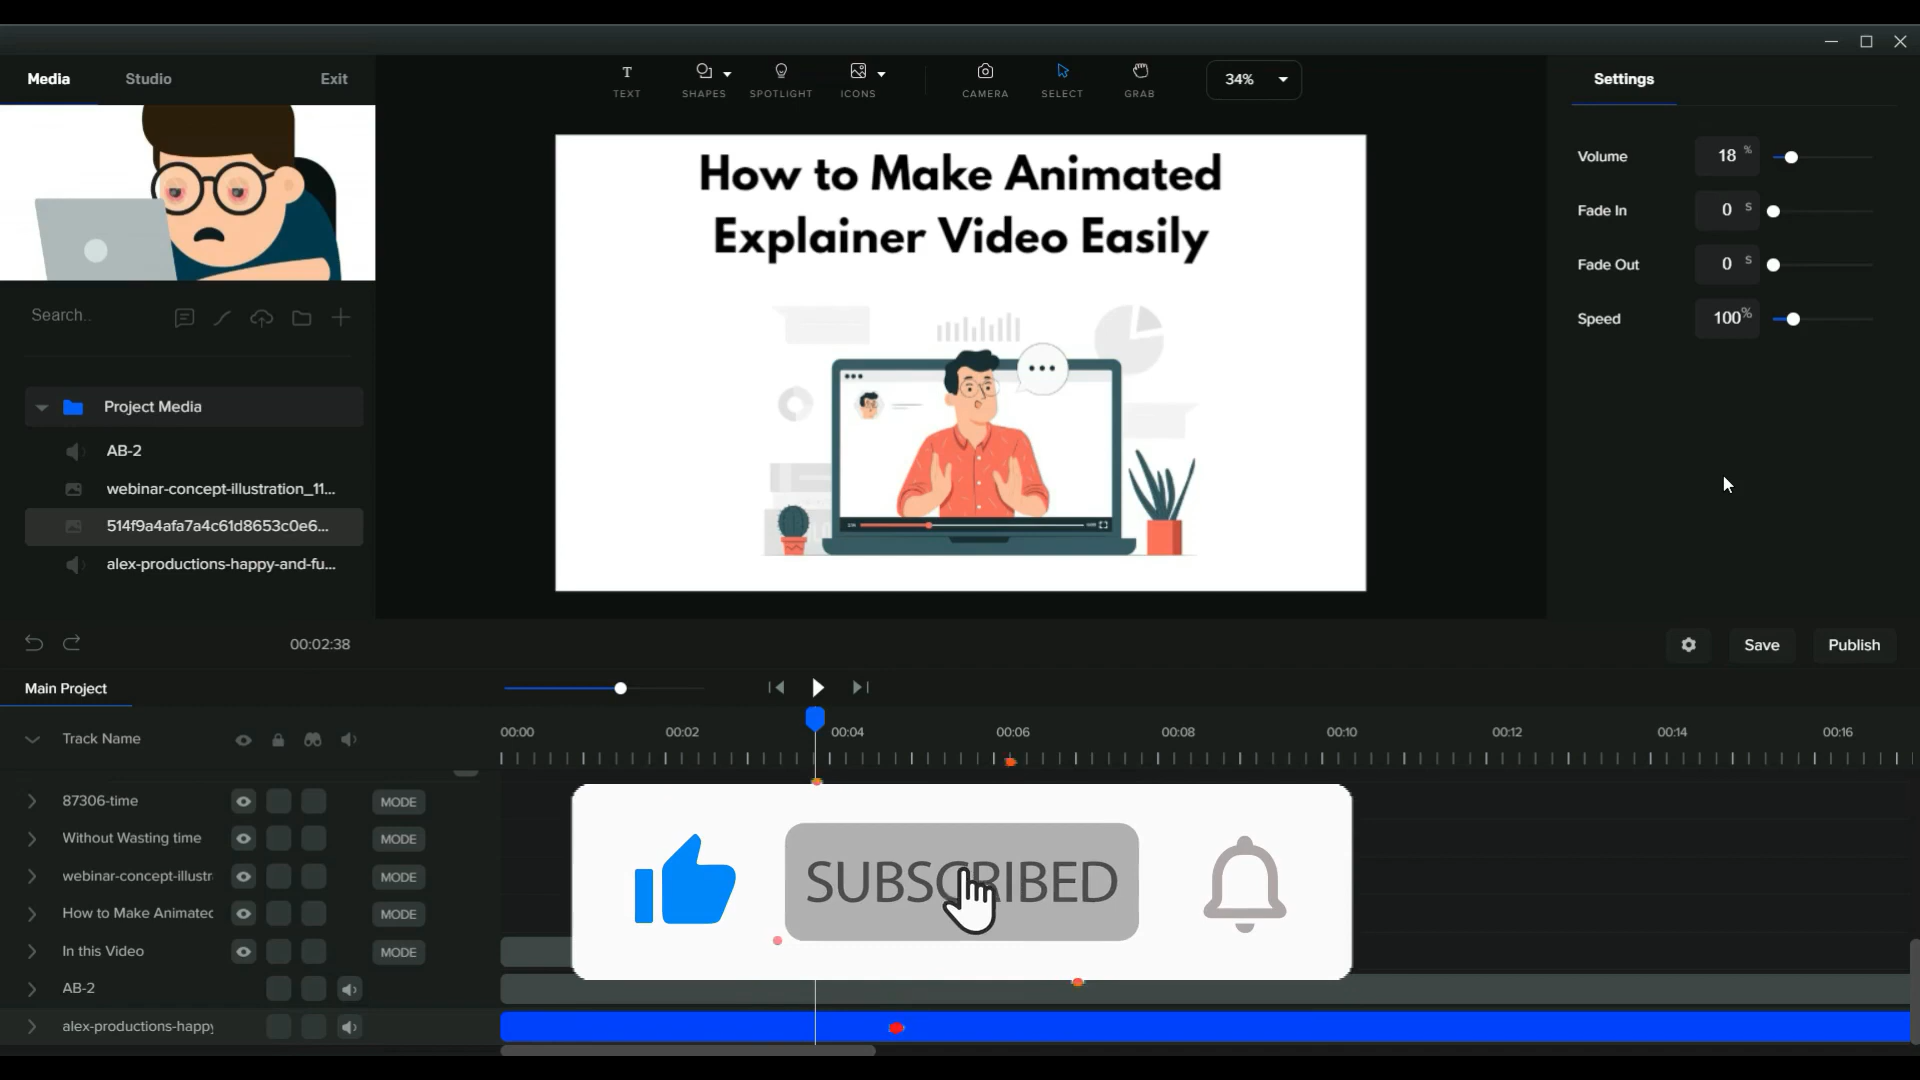 Media
Studio
Exit
TEXT
SHAPES
SPOTLIGHT
ICONS
CAMERA
SELECT
GRAB
34%
Settings
How to Make Animated
Explainer Video Easily
Volume
18 %
Fade In
0 s
Fade Out
0 s
Speed
100%
Search..
Project Media
AB-2
webinar-concept-illustration_11...
514f9a4afa7a4c61d8653c0e6...
alex-productions-happy-and-fu...
00:02:38
Save
Publish
Main Project
Track Name
00:00
00:02
00:04
00:06
00:08
00:10
00:12
00:14
00:16
87306-time
MODE
Without Wasting time
MODE
webinar-concept-illustr
MODE
How to Make Animated
MODE
In this Video
MODE
AB-2
alex-productions-happy
SUBSCRIBED